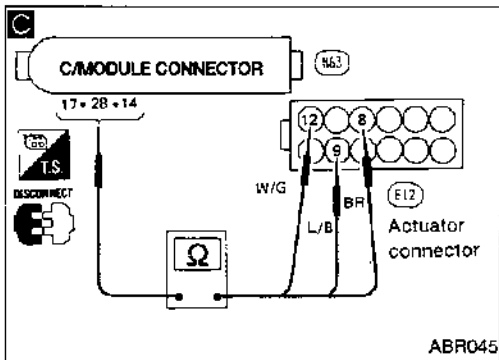 C
C/MODULE CONNECTOR
M63
17 • 28 • 14
T.S.
DISCONNECT
12
8
9
W/G
L/B
BR
E12
Actuator
connector
Ω
ABR045